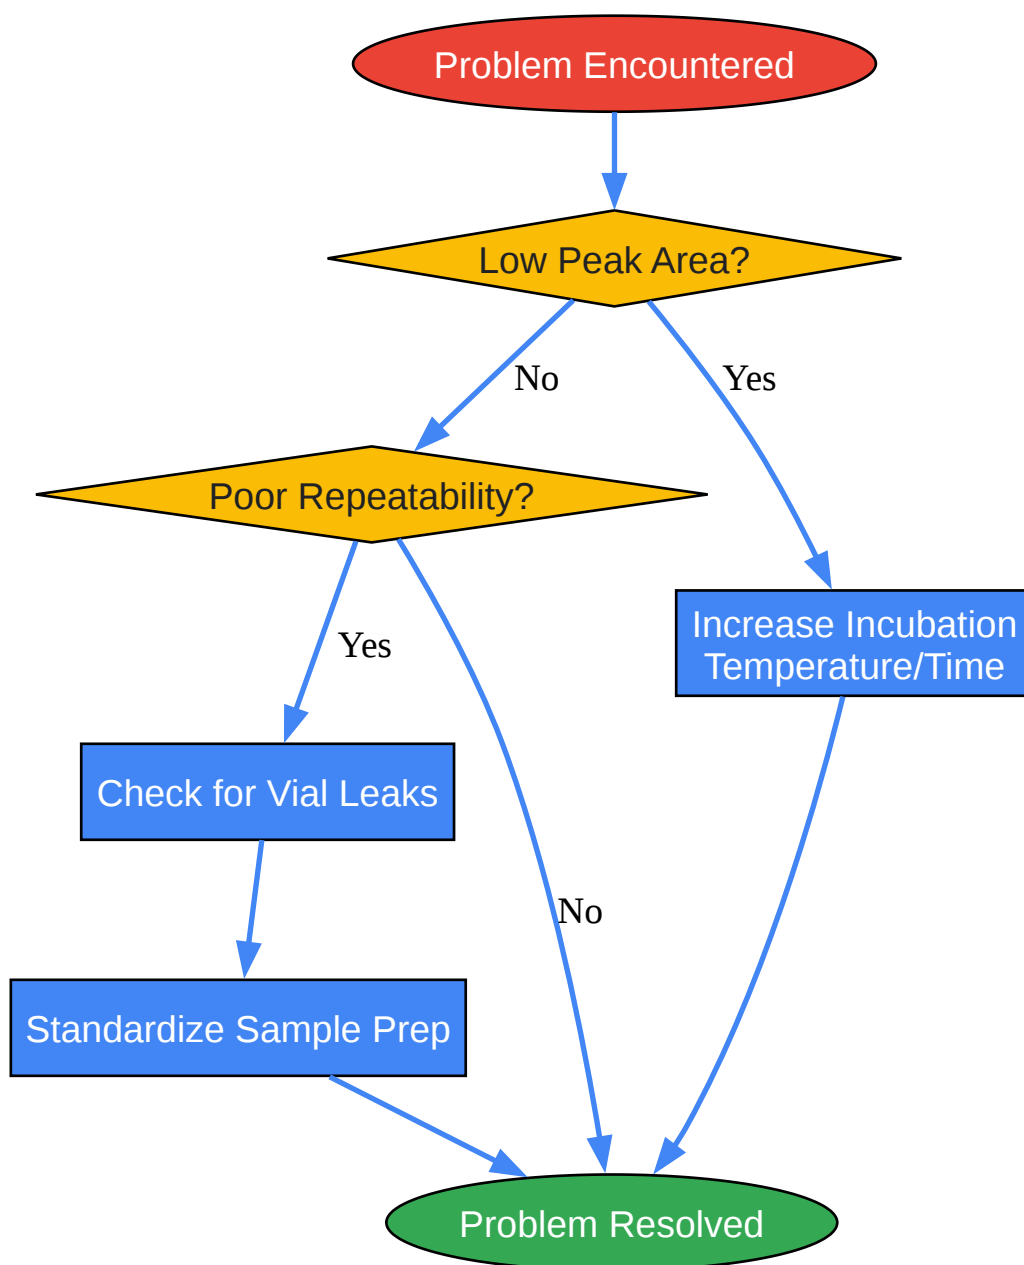 Problem Encountered
Low Peak Area?
No
Yes
Poor Repeatability?
Increase Incubation
Temperature/Time
Yes
Check for Vial Leaks
No
Standardize Sample Prep
Problem Resolved